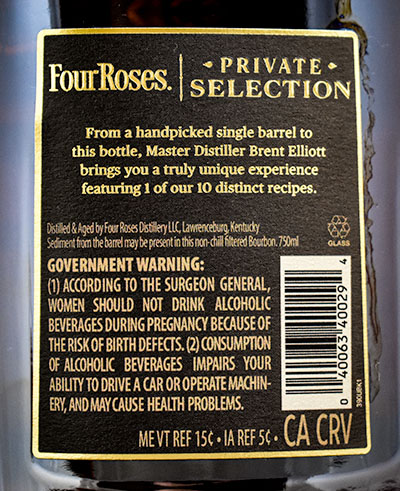 Four Roses. | PRIVATE
SELECTION
From a handpicked single barrel to
this bottle, Master Distiller Brent Elliott
brings you a truly unique experience
featuring 1 of our 10 distinct recipes.
Distilled & Aged by Four Roses Distillery LLC, Lawrenceburg, Kentucky
Sediment from the barrel may be present in this non-chill filtered Bourbon. 750ml
GLASS
GOVERNMENT WARNING:
(1) ACCORDING TO THE SURGEON GENERAL,
WOMEN SHOULD NOT DRINK ALCOHOLIC
BEVERAGES DURING PREGNANCY BECAUSE OF
THE RISK OF BIRTH DEFECTS. (2) CONSUMPTION
OF ALCOHOLIC BEVERAGES IMPAIRS YOUR
ABILITY TO DRIVE A CAR OR OPERATE MACHIN-
ERY, AND MAY CAUSE HEALTH PROBLEMS.
0 40063 40029 4
390UBK1
ME VT REF 15¢ • IA REF 5¢ • CA CRV